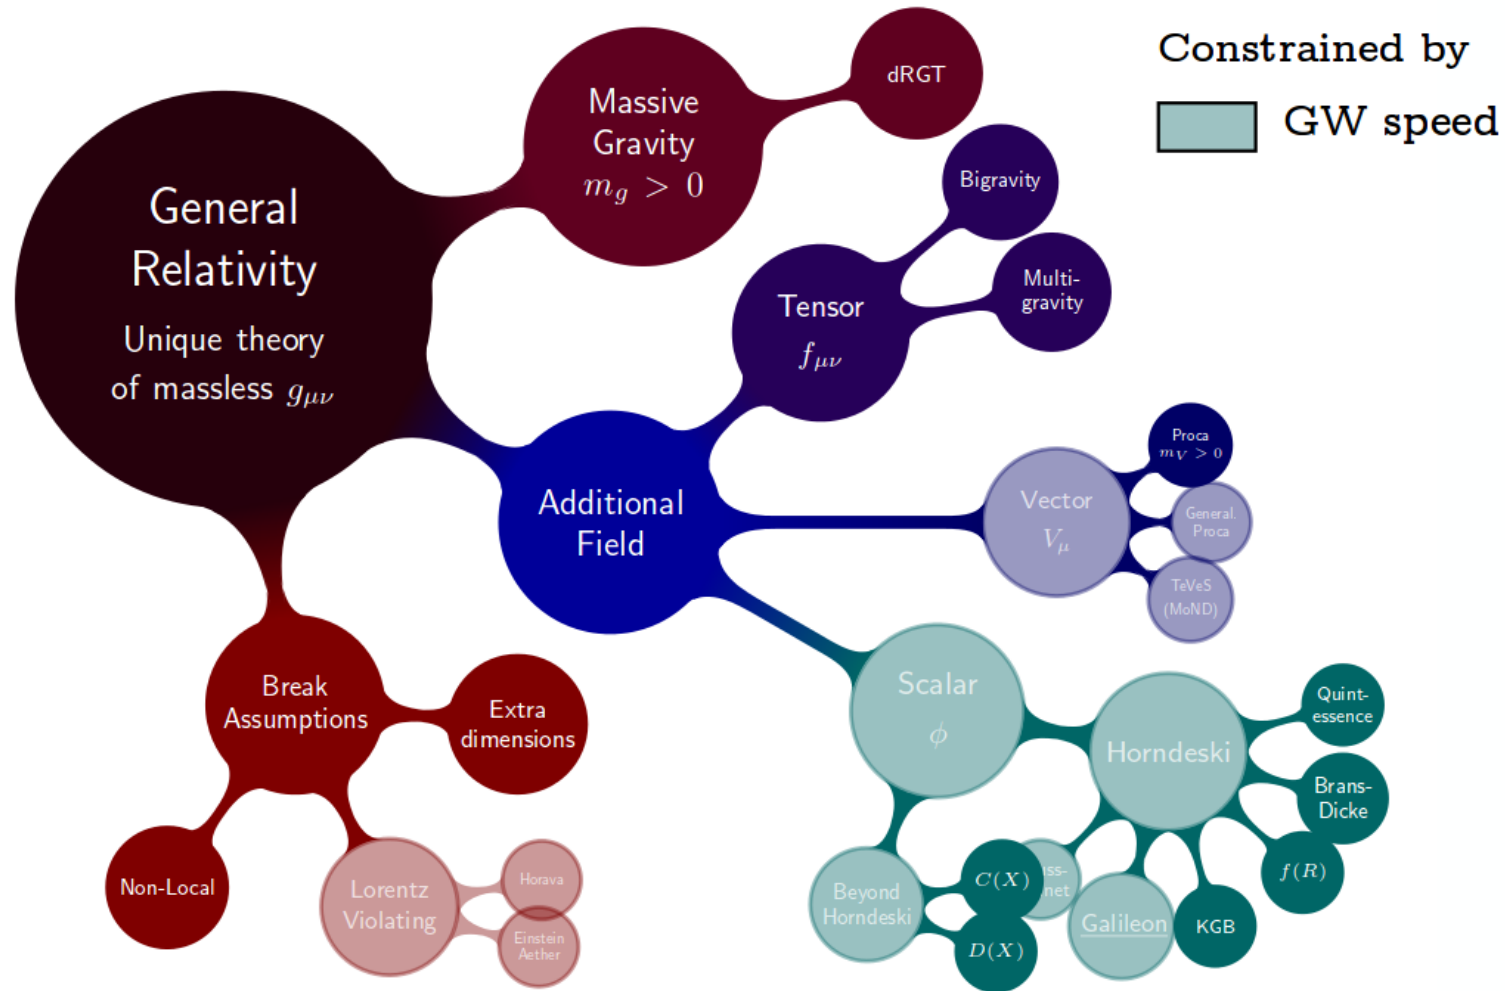 General
Relativity
Unique theory
of massless gμν
Massive
Gravity
mg > 0
dRGT
Constrained by
GW speed
Tensor
fμν
Bigravity
Multi-
gravity
Additional
Field
Vector
Vμ
Proca
mV > 0
General.
Proca
TeVeS
(MoND)
Scalar
ϕ
Horndeski
Quint-
essence
Brans-
Dicke
f(R)
KGB
Galileon
Beyond
Horndeski
C(X)
D(X)
Break
Assumptions
Extra
dimensions
Non-Local
Lorentz
Violating
Horava
Einstein
Aether